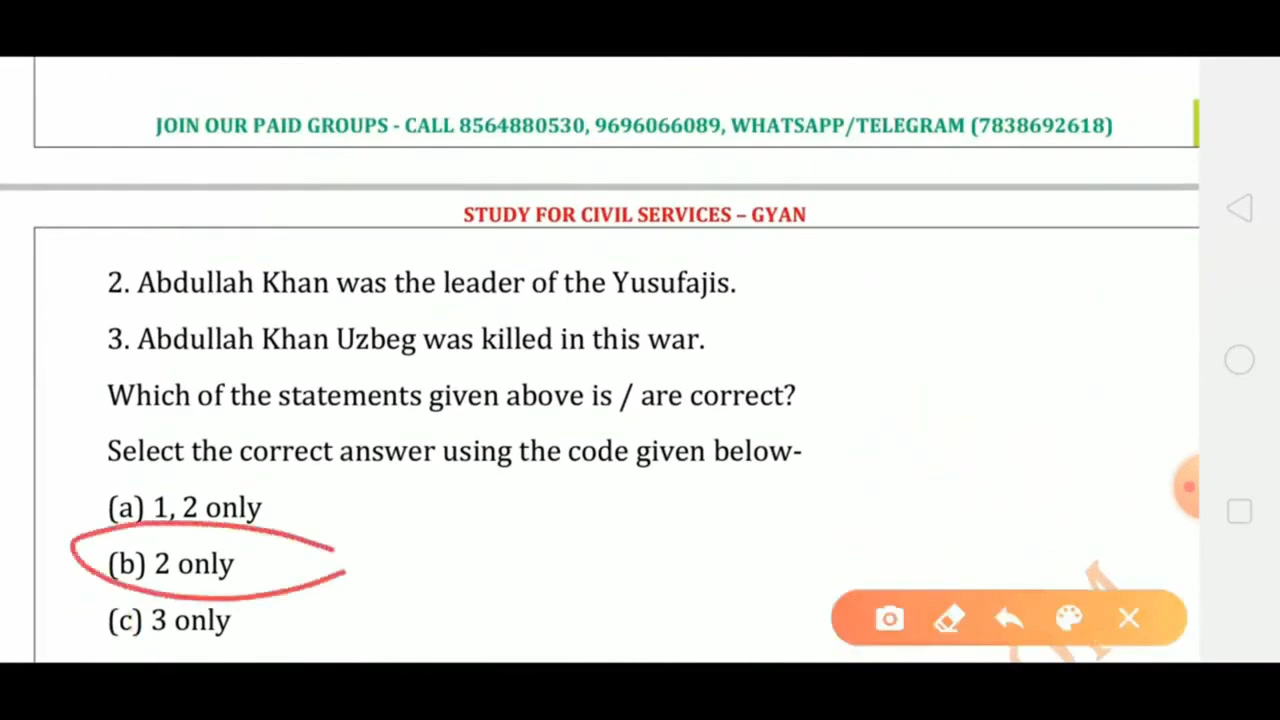 JOIN OUR PAID GROUPS - CALL 8564880530, 9696066089, WHATSAPP/TELEGRAM (7838692618)
STUDY FOR CIVIL SERVICES – GYAN
2. Abdullah Khan was the leader of the Yusufajis.
3. Abdullah Khan Uzbeg was killed in this war.
Which of the statements given above is / are correct?
Select the correct answer using the code given below-
(a) 1, 2 only
(b) 2 only
(c) 3 only